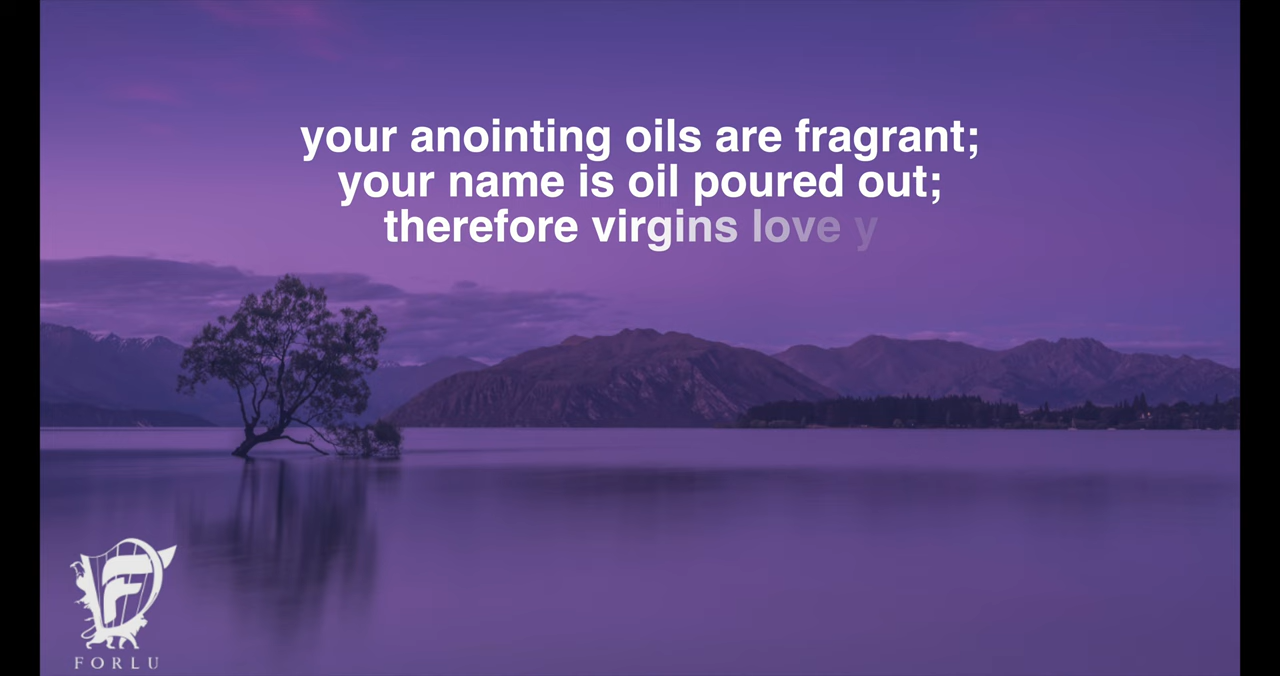 your anointing oils are fragrant;
your name is oil poured out;
therefore virgins love y
FORLU